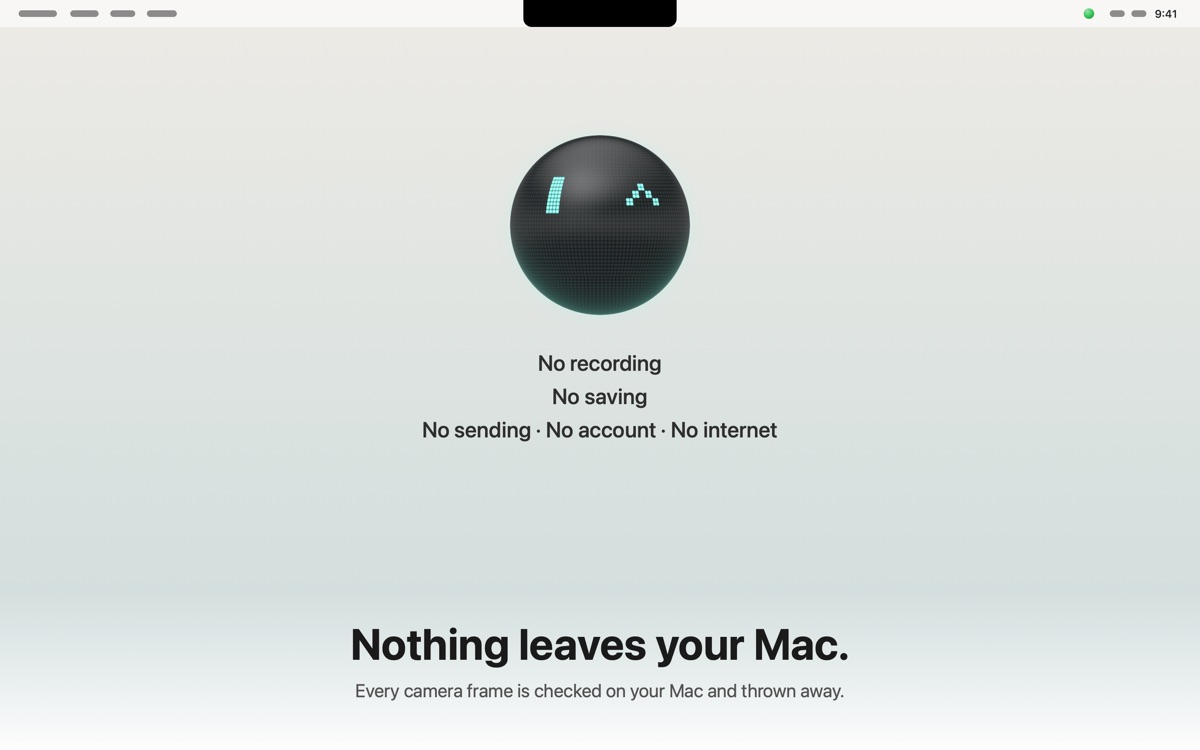 9:41
No recording
No saving
No sending · No account · No internet
Nothing leaves your Mac.
Every camera frame is checked on your Mac and thrown away.